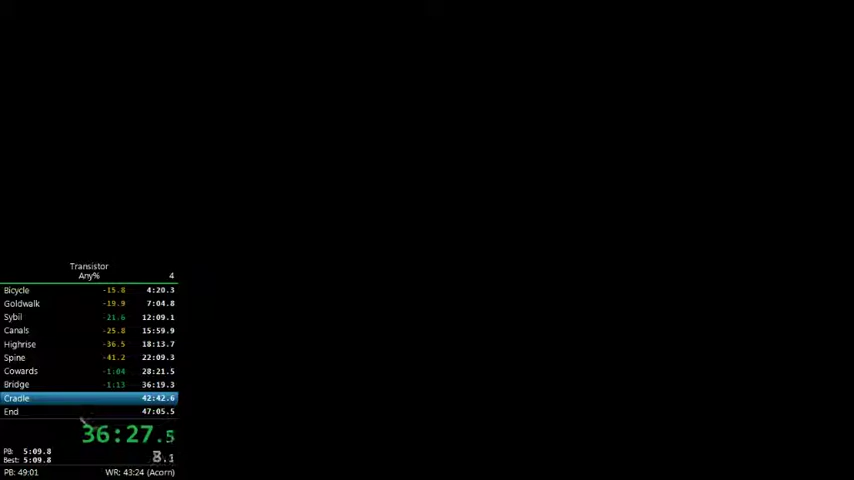 Transistor
Any% 4
Bicycle -15.8 4:20.3
Goldwalk -19.9 7:04.8
Sybil -21.6 12:09.1
Canals -25.8 15:59.9
Highrise -36.5 18:13.7
Spine -41.2 22:09.3
Cowards -1:04 28:21.5
Bridge -1:13 36:19.3
Cradle 42:42.6
End 47:05.5
36:27.5
PB: 5:09.8
Best: 5:09.8
8.1
PB: 49:01 WR: 43:24 (Acorn)